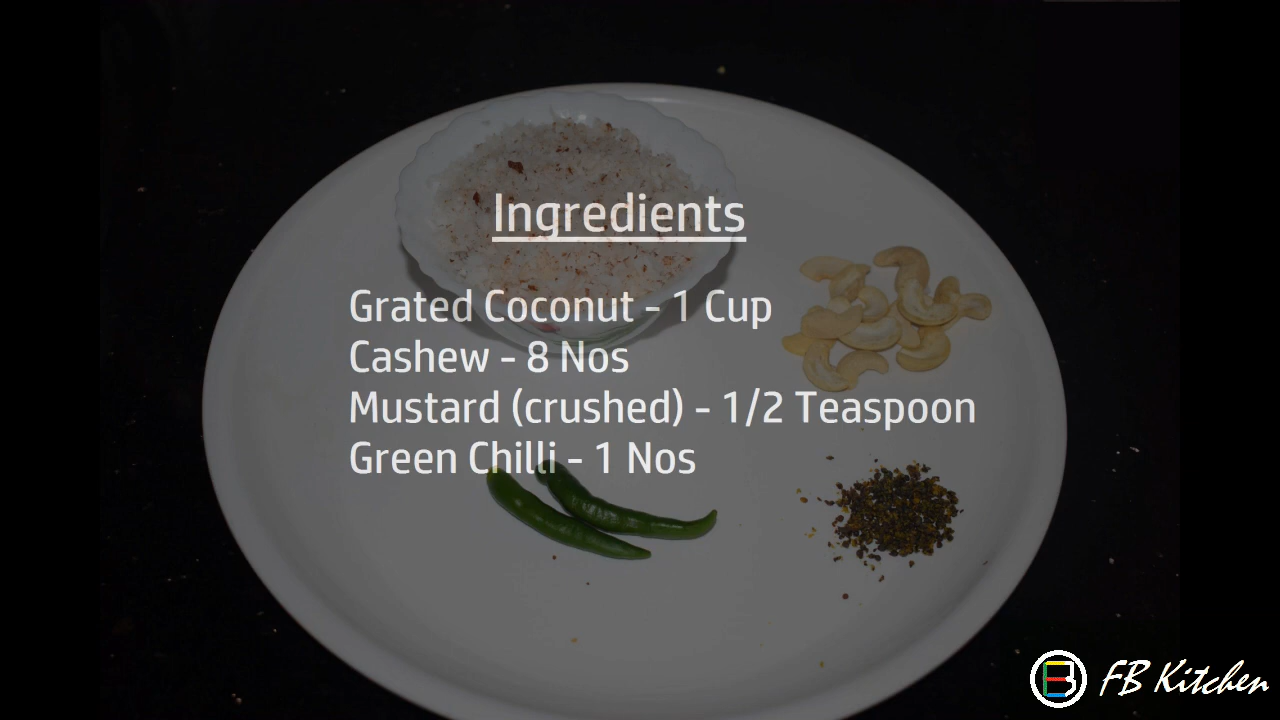 Ingredients
Grated Coconut - 1 Cup
Cashew - 8 Nos
Mustard (crushed) - 1/2 Teaspoon
Green Chilli - 1 Nos
FB Kitchen